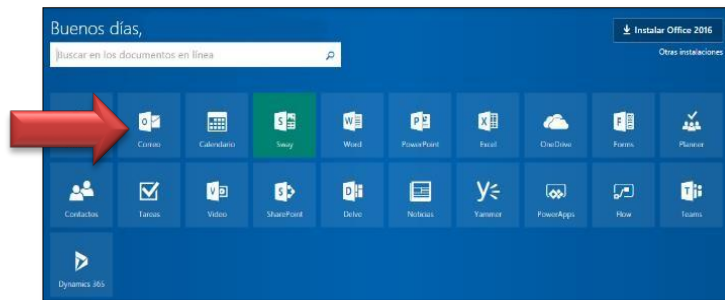 Buenos días,
Instalar Office 2016
Buscar en los documentos en línea
Otras instalaciones
Correo
Calendario
Sway
Word
PowerPoint
Excel
OneDrive
Forms
Planner
Contactos
Tareas
Video
SharePoint
Delve
Noticias
Yammer
PowerApps
Flow
Teams
Dynamics 365